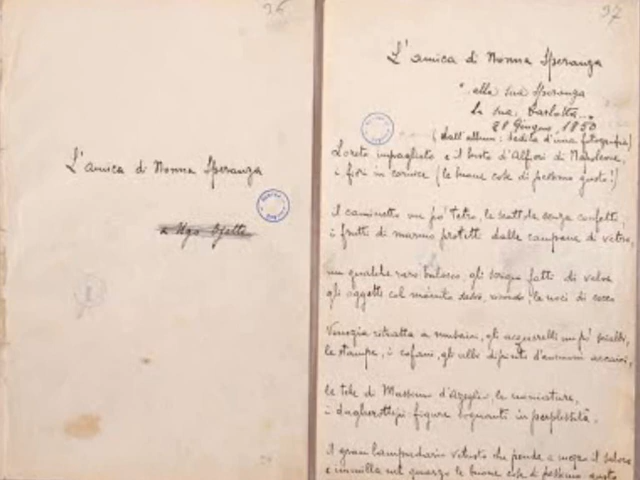 L'amica di Nonna Speranza
a Ugo Ojetti
37
L'amica di Nonna Speranza
"alla sua Speranza
la sua Carlotta...
28 Giugno, 1850
(dall'album: dedica d'una fotografia)
Loreto impagliato e il busto d'Alfieri, di Napoleone,
i fiori in cornice (le buone cose di pessimo gusto!)
il caminetto un po' tetro, le scatole senza confetti,
i frutti di marmo protetti dalle campane di vetro,
un qualche raro balocco, gli scrigni fatti di valve,
gli oggetti col mònito salve, ricordo, le noci di cocco
Venezia ritratta a musaici, gli acquerelli un po' scialbi,
le stampe, i cofani, gli albi dipinti d'anemoni arcaici,
le tele di Massimo d'Azeglio, le miniature,
i dagherottipi: figure sognanti in perplessità,
il gran lampadario vetusto che pende a mezzo il salone
e immilla nel quarzo le buone cose di pessimo gusto